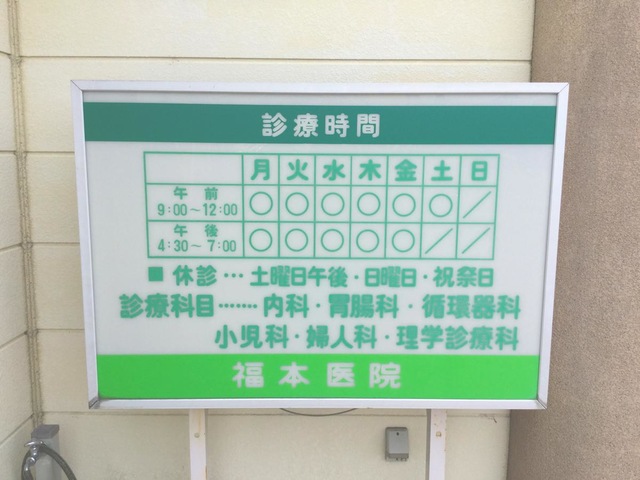 診療時間
月 火 水 木 金 土 日
午前 9:00～12:00 ○ ○ ○ ○ ○ ○ ／
午後 4:30～7:00 ○ ○ ○ ○ ○ ／ ／
■ 休診… 土曜日午後・日曜日・祝祭日
診療科目……内科・胃腸科・循環器科
小児科・婦人科・理学診療科
福本医院